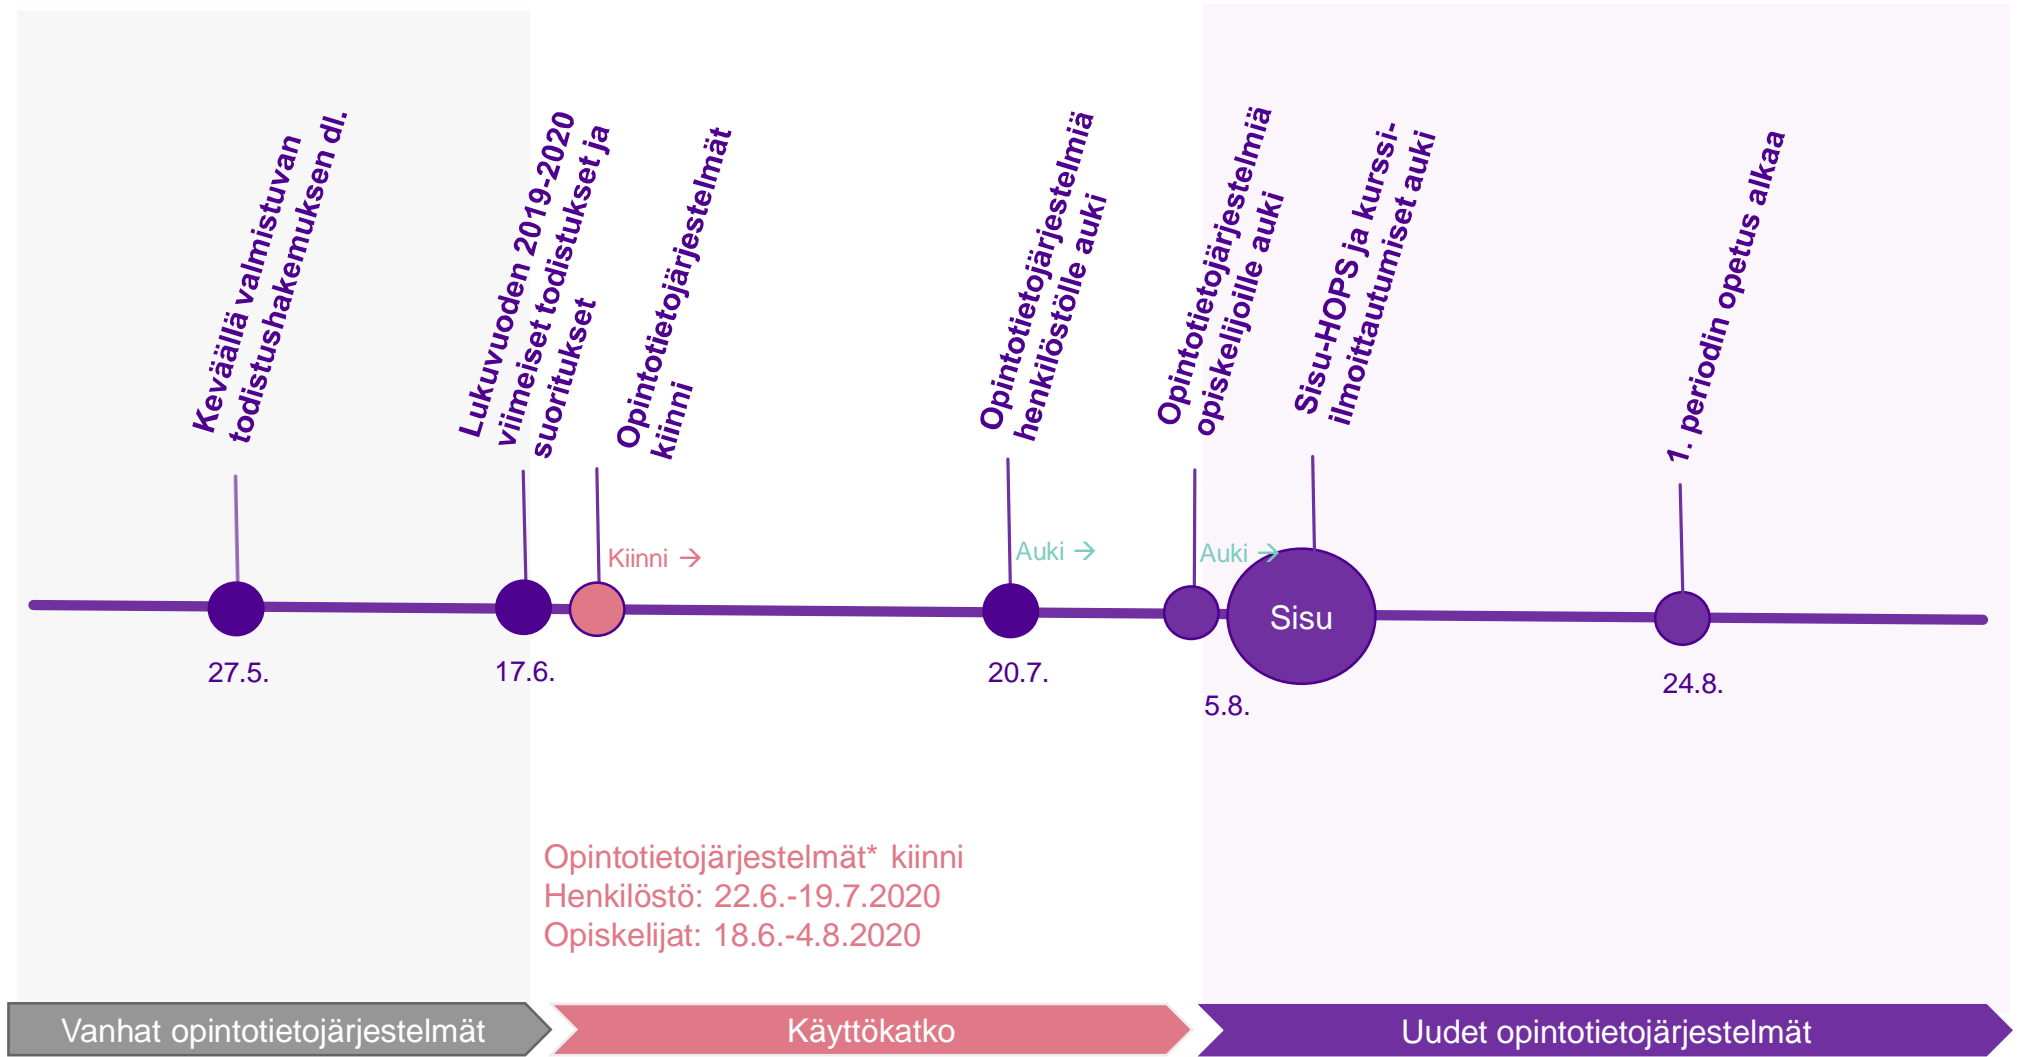 Keväällä valmistuvan
todistushakemuksen dl.
Lukuvuoden 2019-2020
viimeiset todistukset ja
suoritukset
Opintotietojärjestelmät
kiinni
Opintotietojärjestelmiä
henkilöstölle auki
Opintotietojärjestelmiä
opiskelijoille auki
Sisu-HOPS ja kurssi-
ilmoittautumiset auki
1. periodin opetus alkaa
Kiinni →
Auki →
Auki →
Sisu
27.5.
17.6.
20.7.
5.8.
24.8.
Opintotietojärjestelmät* kiinni
Henkilöstö: 22.6.-19.7.2020
Opiskelijat: 18.6.-4.8.2020
Vanhat opintotietojärjestelmät
Käyttökatko
Uudet opintotietojärjestelmät